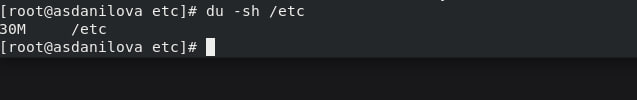 [root@asdanilova etc]# du -sh /etc
30M     /etc
[root@asdanilova etc]#